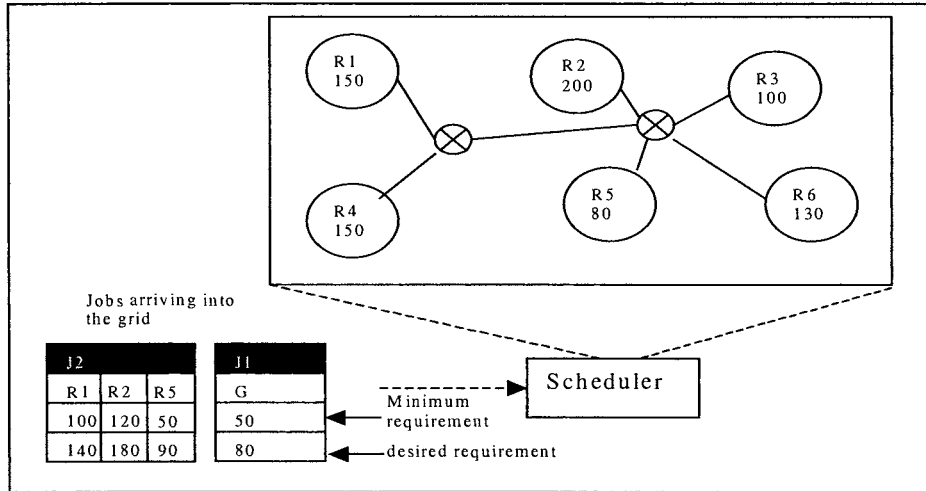 R1
150
R2
200
R3
100
R4
150
R5
80
R6
130
Jobs arriving into
the grid
J2
R1 R2 R5
100 120 50
140 180 90
J1
G
50
80
Minimum
requirement
desired requirement
Scheduler